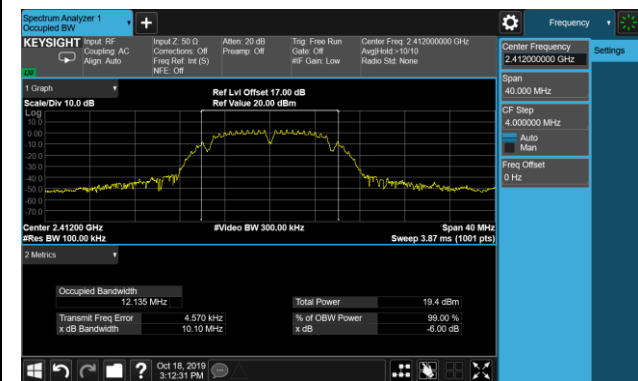 Spectrum Analyzer 1
Occupied BW
+
Frequency
KEYSIGHT
Input: RF
Coupling: AC
Align: Auto
Input Z: 50 Ω
Corrections: Off
Freq Ref: Int (S)
NFE: Off
Atten: 20 dB
Preamp: Off
Trig: Free Run
Gate: Off
#IF Gain: Low
Center Freq: 2.412000000 GHz
Avg|Hold:>10/10
Radio Std: None
Center Frequency
2.412000000 GHz
Settings
Span
40.000 MHz
CF Step
4.000000 MHz
Auto
Man
Freq Offset
0 Hz
1 Graph
Scale/Div 10.0 dB
Ref Lvl Offset 17.00 dB
Ref Value 20.00 dBm
Log
10.0
0.00
-10.0
-20.0
-30.0
-40.0
-50.0
-60.0
-70.0
Center 2.41200 GHz
#Video BW 300.00 kHz
Span 40 MHz
#Res BW 100.00 kHz
Sweep 3.87 ms (1001 pts)
2 Metrics
Occupied Bandwidth
12.135 MHz
Total Power 19.4 dBm
Transmit Freq Error 4.570 kHz
% of OBW Power 99.00 %
x dB Bandwidth 10.10 MHz
x dB -6.00 dB
?
Oct 18, 2019
3:12:31 PM